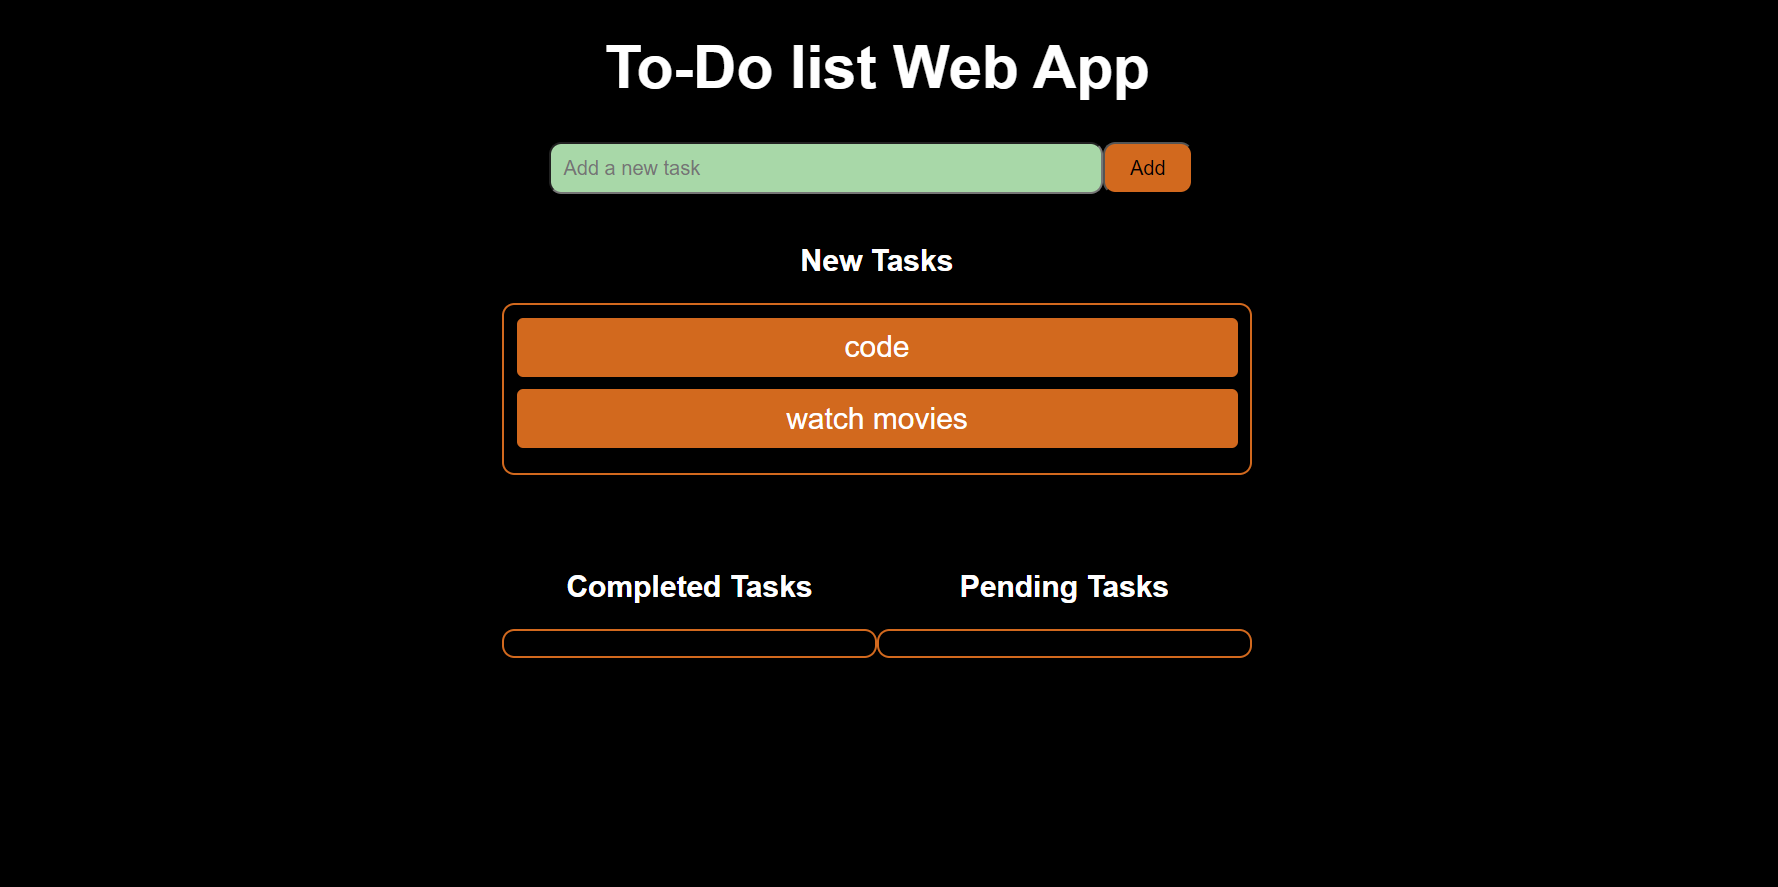 To-Do list Web App
Add a new task
Add
New Tasks
code
watch movies
Completed Tasks
Pending Tasks